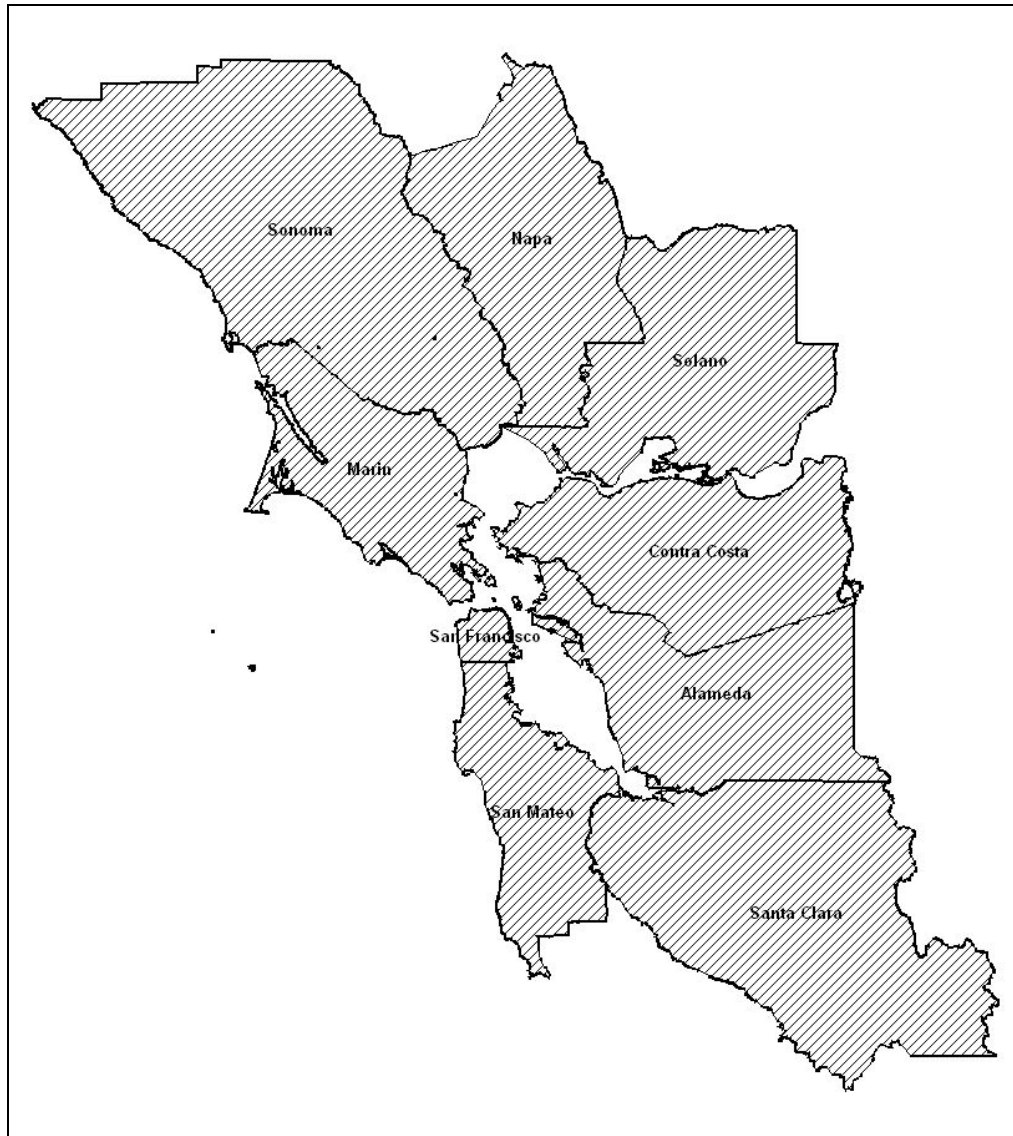 Sonoma
Napa
Solano
Marin
Contra Costa
San Francisco
Alameda
San Mateo
Santa Clara